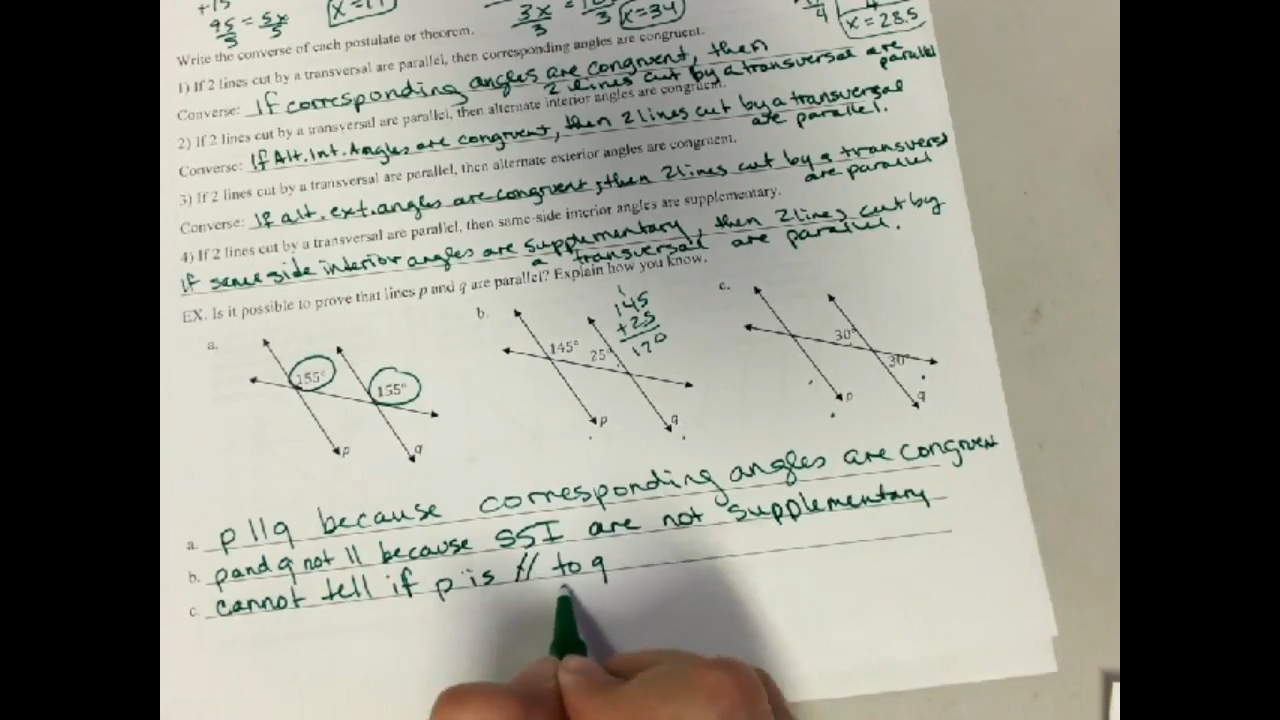 +15
95/5 = 5x/5
3x/3
x=34
x = 28.5
Write the converse of each postulate or theorem.
1) If 2 lines cut by a transversal are parallel, then corresponding angles are congruent.
Converse: If corresponding angles are congruent, then
2 lines cut by a transversal are
parallel
2) If 2 lines cut by a transversal are parallel, then alternate interior angles are congruent.
Converse: If Alt. Int. Angles are congruent, then 2 lines cut by a transversal
are parallel.
3) If 2 lines cut by a transversal are parallel, then alternate exterior angles are congruent.
Converse: If alt. ext. angles are congruent, then 2 lines cut by a transversal
are parallel
4) If 2 lines cut by a transversal are parallel, then same-side interior angles are supplementary.
If same side interior angles are supplementary, then 2 lines cut by
a transversal are parallel.
EX. Is it possible to prove that lines p and q are parallel? Explain how you know.
a.
155°
155°
p
q
b.
145°
25°
p
q
1
145
+25
170
c.
30°
30°
p
q
a. p||q because corresponding angles are congruent
b. p and q not || because SSI are not supplementary
c. cannot tell if p is // to q